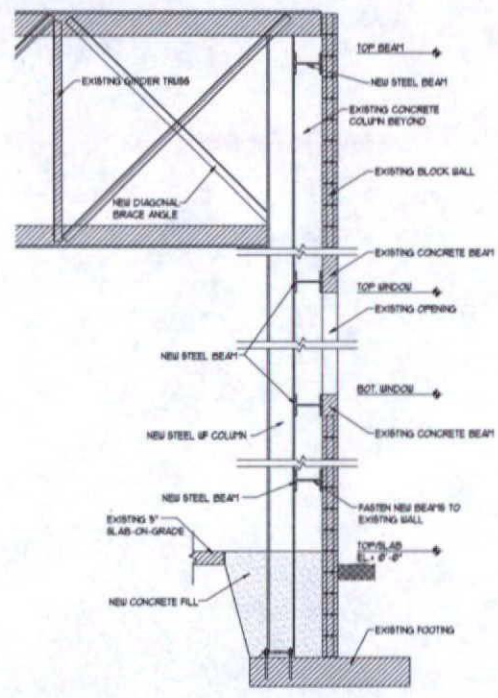 TOP BEAM
EXISTING GIRDER TRUSS
NEW STEEL BEAM
EXISTING CONCRETE
COLUMN BEYOND
EXISTING BLOCK WALL
NEW DIAGONAL
BRACE ANGLE
EXISTING CONCRETE BEAM
TOP WINDOW
EXISTING OPENING
NEW STEEL BEAM
BOT. WINDOW
NEW STEEL WF COLUMN
EXISTING CONCRETE BEAM
NEW STEEL BEAM
FASTEN NEW BEAMS TO
EXISTING WALL
EXISTING 5"
SLAB-ON-GRADE
TOP/SLAB
EL = 0'-0"
NEW CONCRETE FILL
EXISTING FOOTING